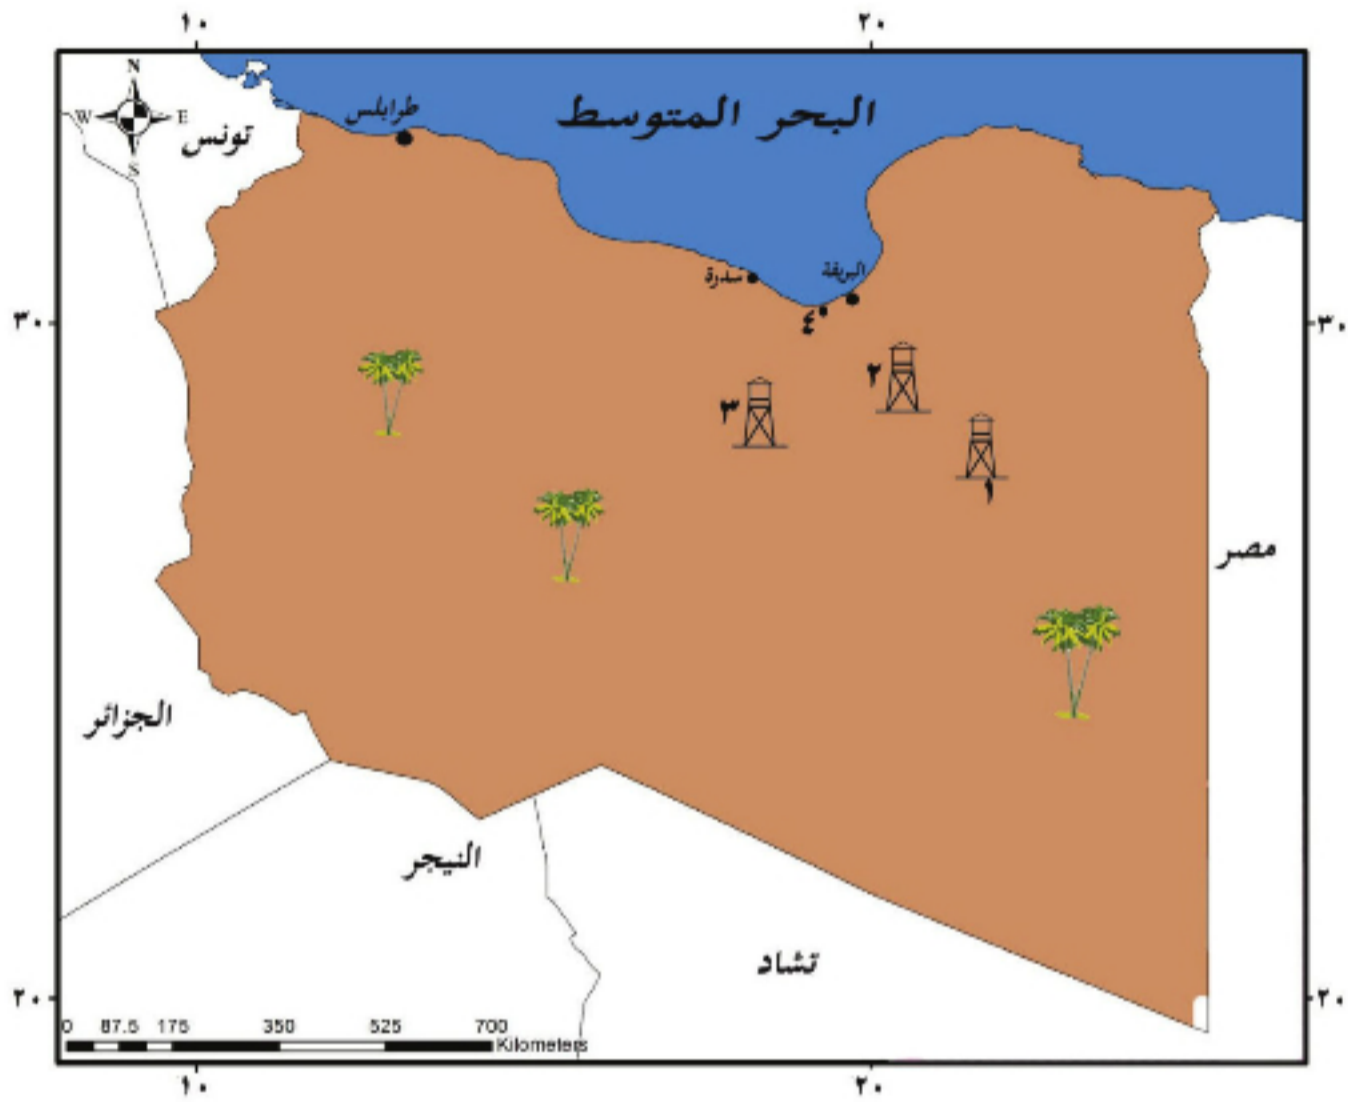 ١٠ ٢٠
N
W E
S
تونس
طرابلس
البحر المتوسط
سدرة
البريقة
٣٠ ٣٠
٤
٢
٣
١
مصر
الجزائر
النيجر
تشاد
٢٠ ٢٠
0 87.5 175 350 525 700
Kilometers
١٠ ٢٠